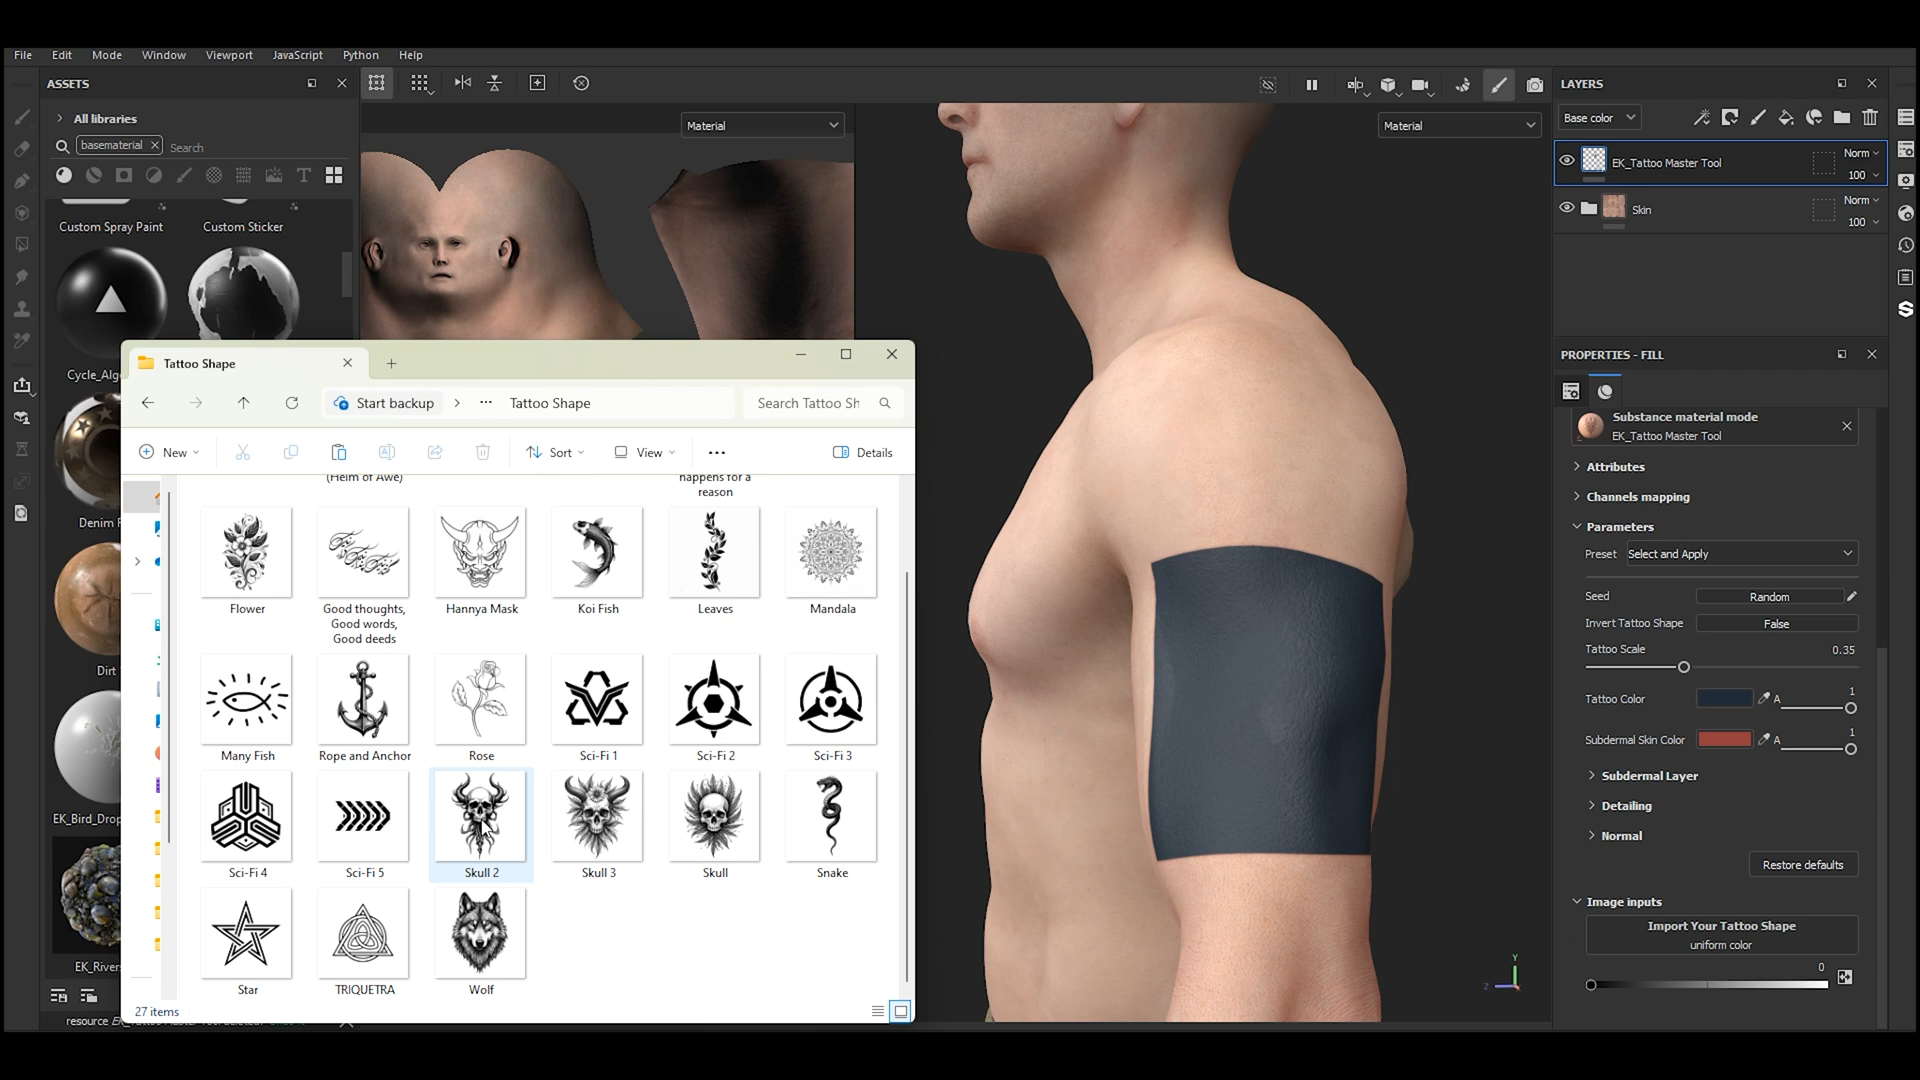 File Edit Mode Window Viewport JavaScript Python Help
ASSETS
All libraries
basematerial
Search
Custom Spray Paint
Custom Sticker
Dirt
Material
Material
Tattoo Shape
Start backup
Tattoo Shape
New
Sort
View
Details
(Helm of Awe)
happens for a
reason
Flower
Good thoughts,
Good words,
Good deeds
Hannya Mask
Koi Fish
Leaves
Mandala
Many Fish
Rope and Anchor
Rose
Sci-Fi 1
Sci-Fi 2
Sci-Fi 3
Sci-Fi 4
Sci-Fi 5
Skull 2
Skull 3
Skull
Snake
Star
TRIQUETRA
Wolf
27 items
resource
Y
Z
LAYERS
Base color
EK_Tattoo Master Tool
Norm
100
Skin
Norm
100
PROPERTIES - FILL
Substance material mode
EK_Tattoo Master Tool
Attributes
Channels mapping
Parameters
Preset Select and Apply
Seed Random
Invert Tattoo Shape False
Tattoo Scale 0.35
Tattoo Color A 1
Subdermal Skin Color A 1
Subdermal Layer
Detailing
Normal
Restore defaults
Image inputs
Import Your Tattoo Shape
uniform color
0